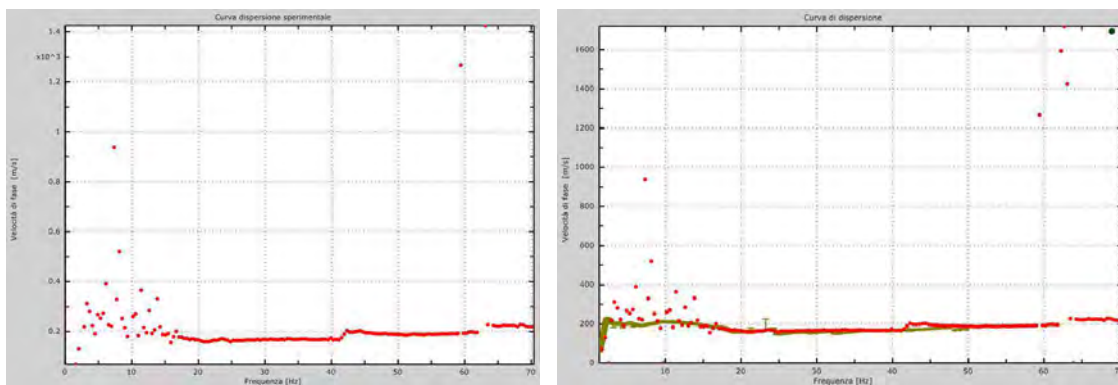 Curva dispersione sperimentale
1.4
x10^3
1.2
1
0.8
0.6
0.4
0.2
Velocità di fase [m/s]
0 10 20 30 40 50 60 70
Frequenza [Hz]
Curva di dispersione
1600
1400
1200
1000
800
600
400
200
0
Velocità di fase [m/s]
10 20 30 40 50 60
Frequenza [Hz]